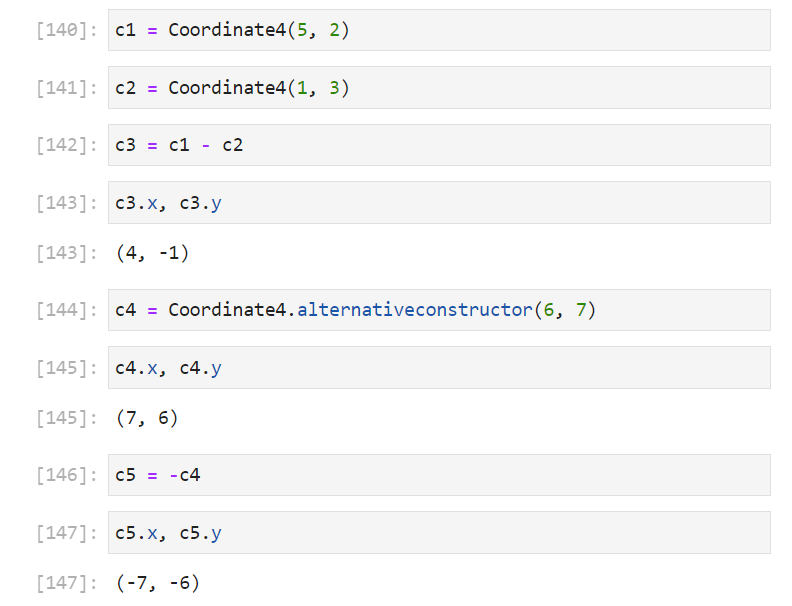 [140]: c1 = Coordinate4(5, 2)
[141]: c2 = Coordinate4(1, 3)
[142]: c3 = c1 - c2
[143]: c3.x, c3.y
[143]: (4, -1)
[144]: c4 = Coordinate4.alternativeconstructor(6, 7)
[145]: c4.x, c4.y
[145]: (7, 6)
[146]: c5 = -c4
[147]: c5.x, c5.y
[147]: (-7, -6)